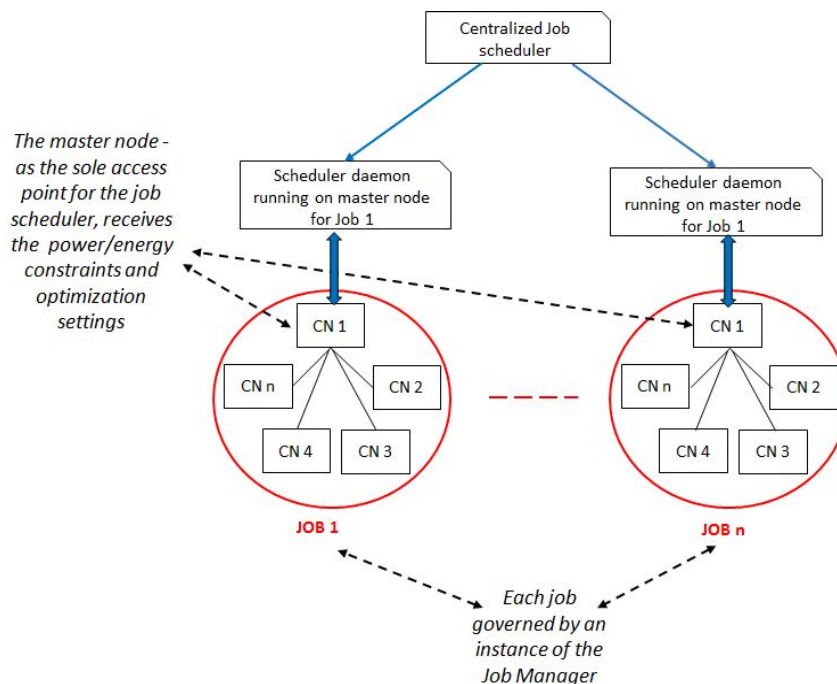 Centralized Job
scheduler
The master node -
as the sole access
point for the job
scheduler, receives
the power/energy
constraints and
optimization
settings
Scheduler daemon
running on master node
for Job 1
Scheduler daemon
running on master node
for Job 1
CN 1
CN n
CN 2
CN 4
CN 3
JOB 1
CN 1
CN n
CN 2
CN 4
CN 3
JOB n
Each job
governed by an
instance of the
Job Manager